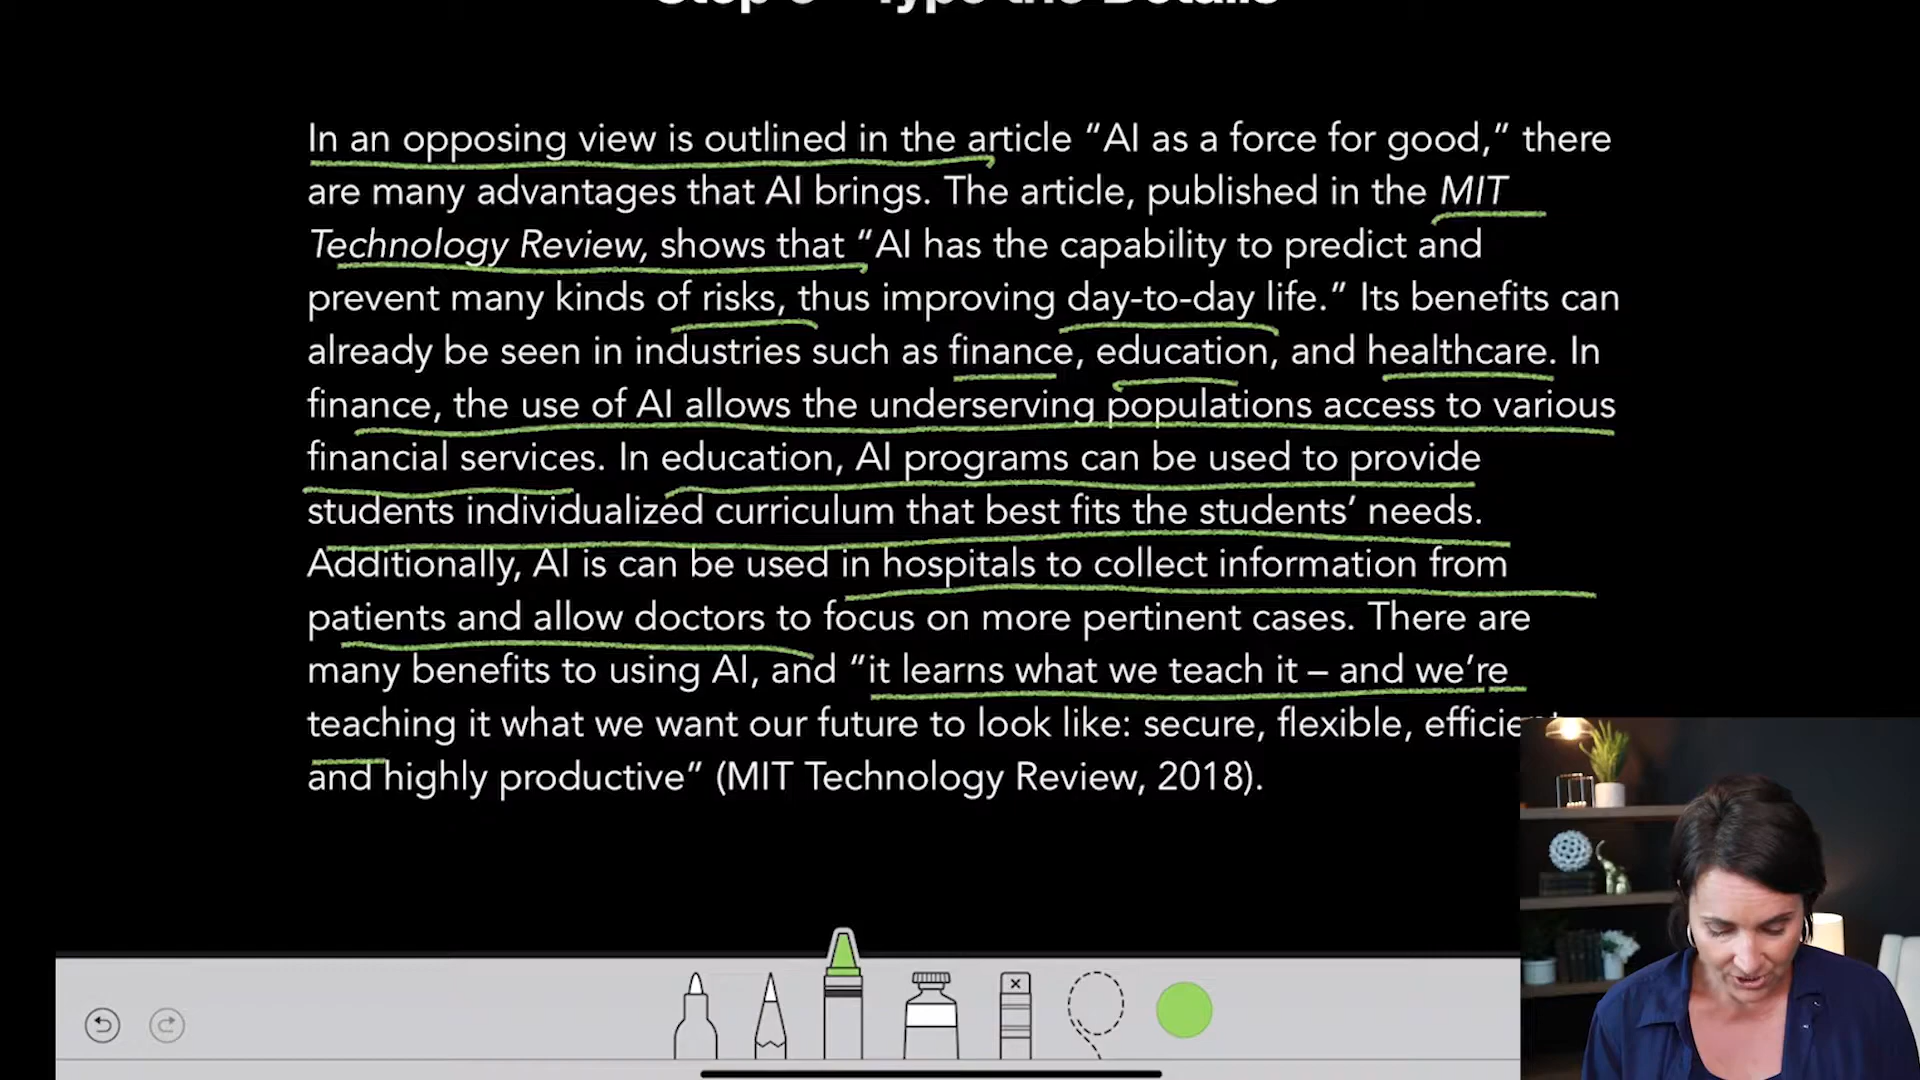 Type the Details
In an opposing view is outlined in the article “AI as a force for good,” there
are many advantages that AI brings. The article, published in the MIT
Technology Review, shows that “AI has the capability to predict and
prevent many kinds of risks, thus improving day-to-day life.” Its benefits can
already be seen in industries such as finance, education, and healthcare. In
finance, the use of AI allows the underserving populations access to various
financial services. In education, AI programs can be used to provide
students individualized curriculum that best fits the students’ needs.
Additionally, AI is can be used in hospitals to collect information from
patients and allow doctors to focus on more pertinent cases. There are
many benefits to using AI, and “it learns what we teach it – and we’re
teaching it what we want our future to look like: secure, flexible,
and highly productive” (MIT Technology Review, 2018).